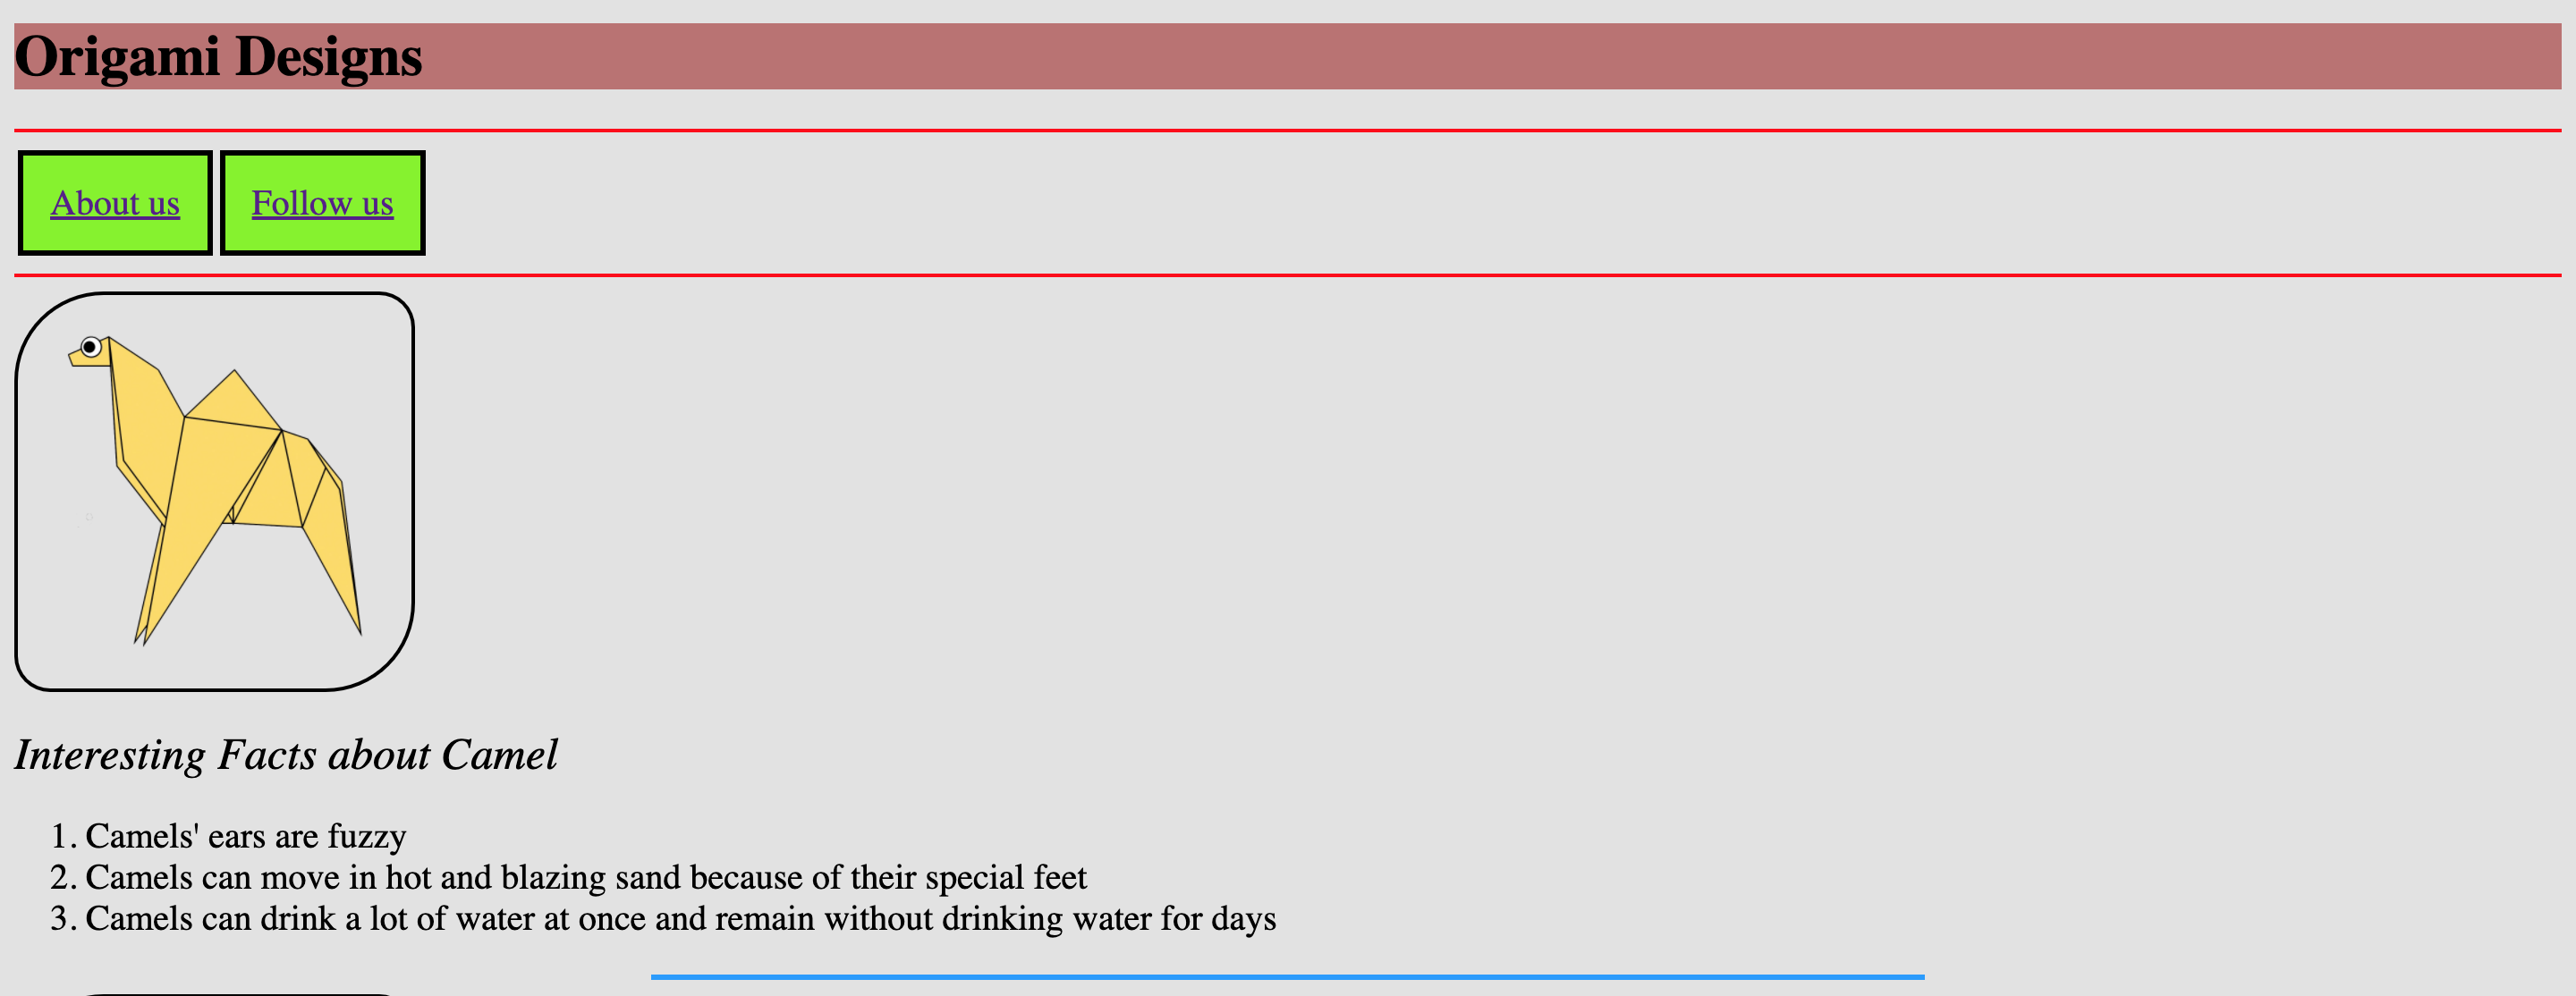 Origami Designs
About us Follow us
Interesting Facts about Camel
1. Camels' ears are fuzzy
2. Camels can move in hot and blazing sand because of their special feet
3. Camels can drink a lot of water at once and remain without drinking water for days